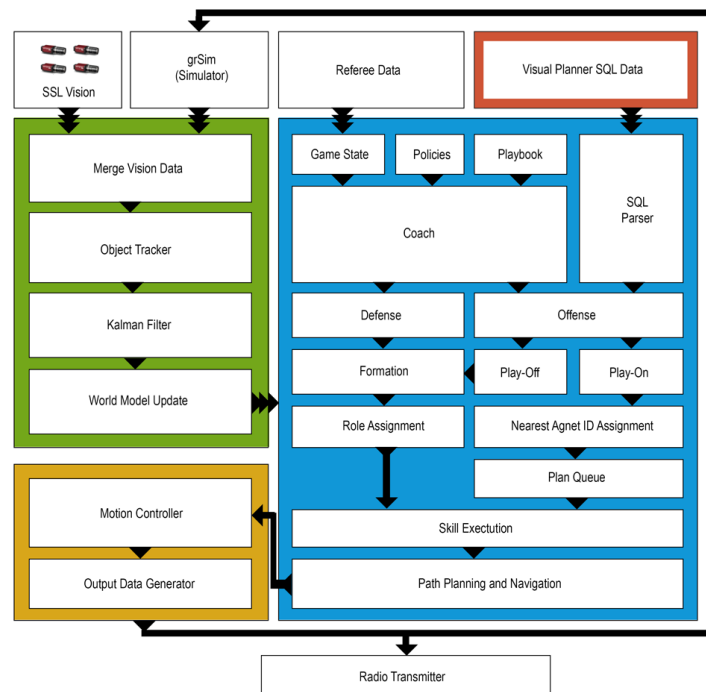 SSL Vision
grSim
(Simulator)
Referee Data
Visual Planner SQL Data
Merge Vision Data
Object Tracker
Kalman Filter
World Model Update
Game State
Policies
Playbook
SQL
Parser
Coach
Defense
Offense
Formation
Play-Off
Play-On
Role Assignment
Nearest Agnet ID Assignment
Plan Queue
Skill Exectution
Path Planning and Navigation
Motion Controller
Output Data Generator
Radio Transmitter